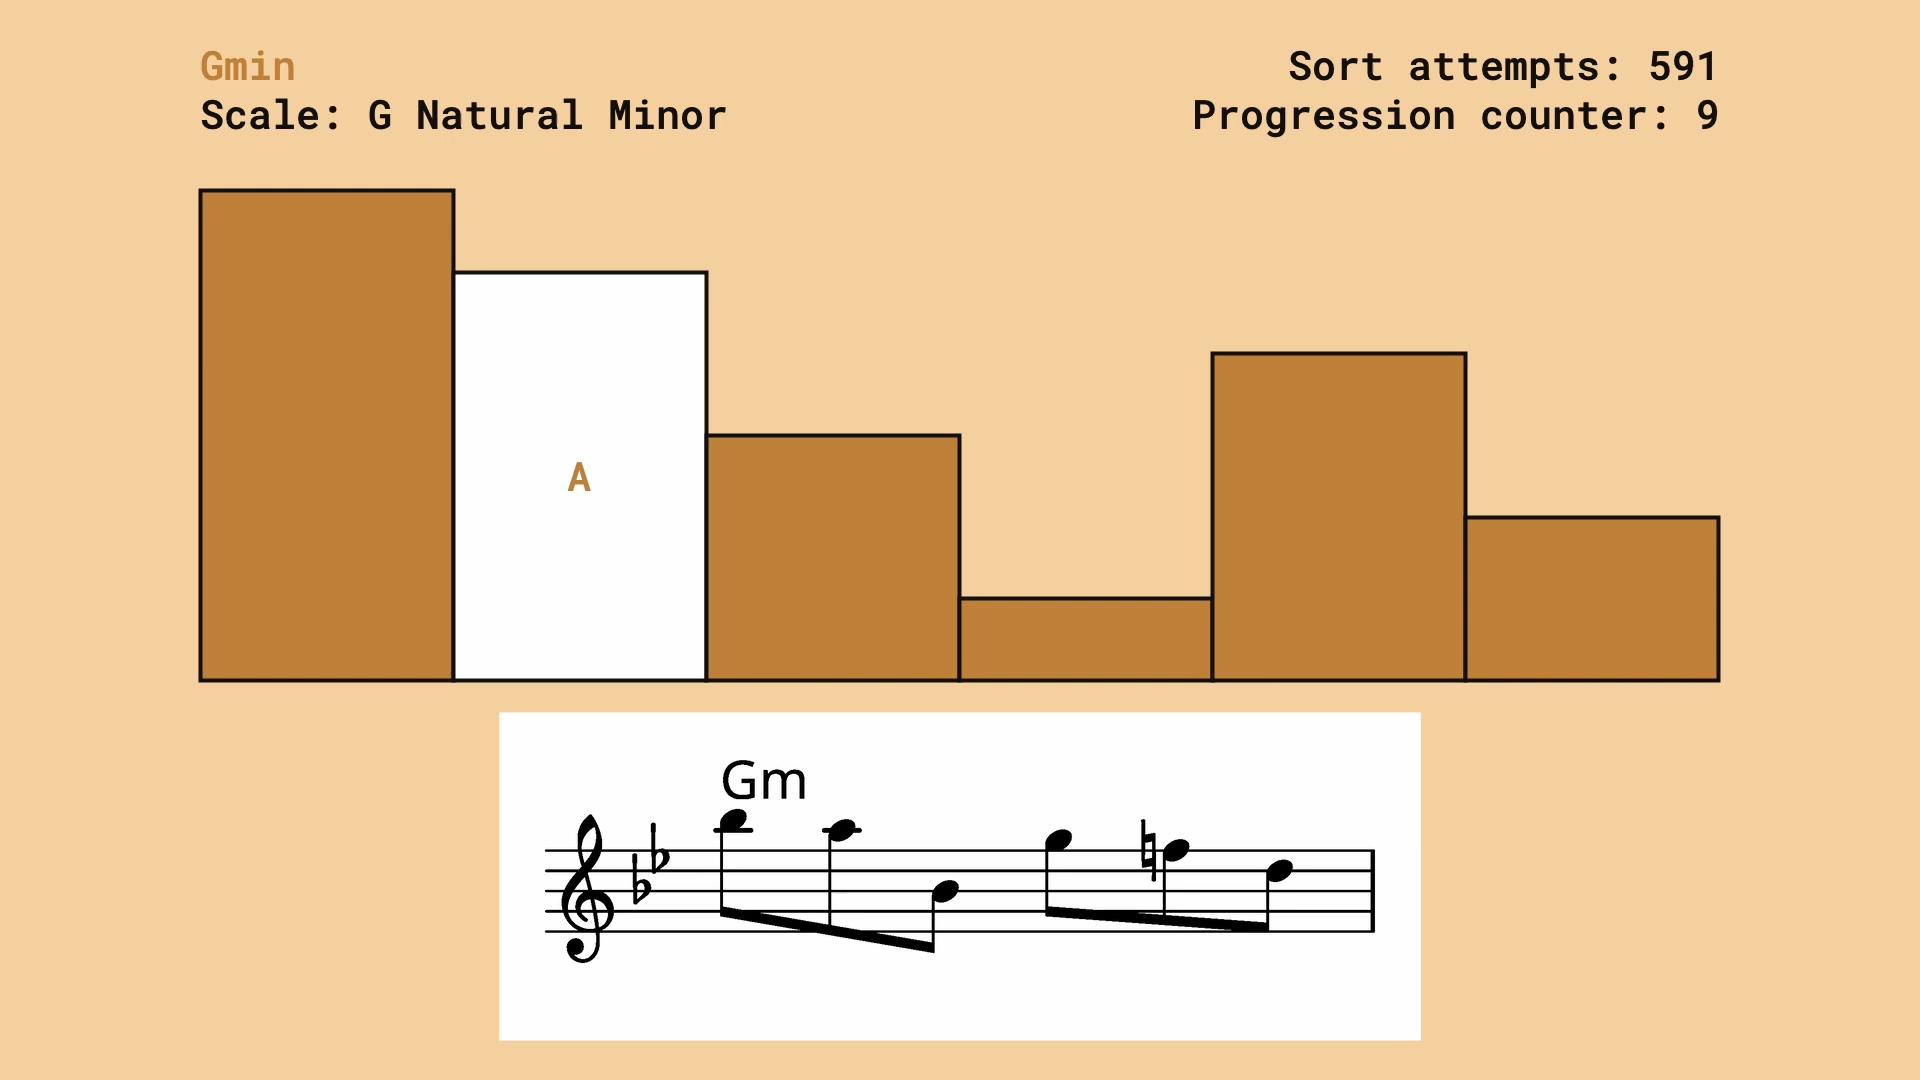 Gmin
Scale: G Natural Minor
Sort attempts: 591
Progression counter: 9
A
Gm